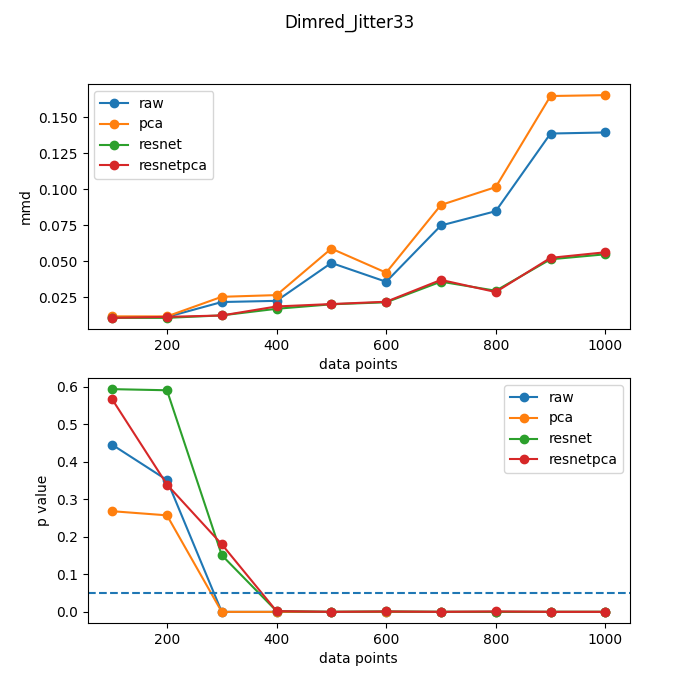 Dimred_Jitter33
raw
pca
resnet
resnetpca
0.150
0.125
0.100
0.075
0.050
0.025
mmd
200 400 600 800 1000
data points
raw
pca
resnet
resnetpca
0.6
0.5
0.4
0.3
0.2
0.1
0.0
p value
200 400 600 800 1000
data points